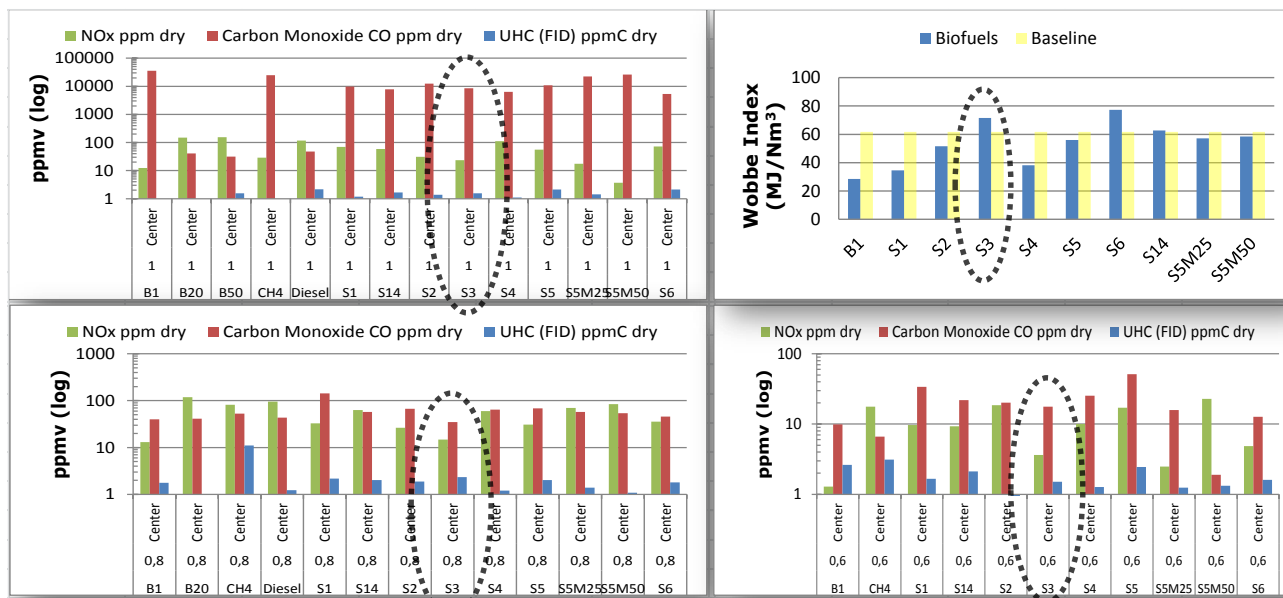 NOx ppm dry Carbon Monoxide CO ppm dry UHC (FID) ppmC dry
ppmv (log)
100000
10000
1000
100
10
1
Center Center Center Center Center Center Center Center Center Center Center Center Center Center
1 1 1 1 1 1 1 1 1 1 1 1 1 1
B1 B20 B50 CH4 Diesel S1 S14 S2 S3 S4 S5 S5M25 S5M50 S6
Biofuels Baseline
Wobbe Index
(MJ/Nm³)
100
80
60
40
20
0
B1 S1 S2 S3 S4 S5 S6 S14 S5M25 S5M50
NOx ppm dry Carbon Monoxide CO ppm dry UHC (FID) ppmC dry
ppmv (log)
1000
100
10
1
Center Center Center Center Center Center Center Center Center Center Center Center Center
0,8 0,8 0,8 0,8 0,8 0,8 0,8 0,8 0,8 0,8 0,8 0,8 0,8
B1 B20 CH4 Diesel S1 S14 S2 S3 S4 S5 S5M25 S5M50 S6
NOx ppm dry Carbon Monoxide CO ppm dry UHC (FID) ppmC dry
ppmv (log)
100
10
1
Center Center Center Center Center Center Center Center Center Center Center
0,6 0,6 0,6 0,6 0,6 0,6 0,6 0,6 0,6 0,6 0,6
B1 CH4 S1 S14 S2 S3 S4 S5 S5M25 S5M50 S6